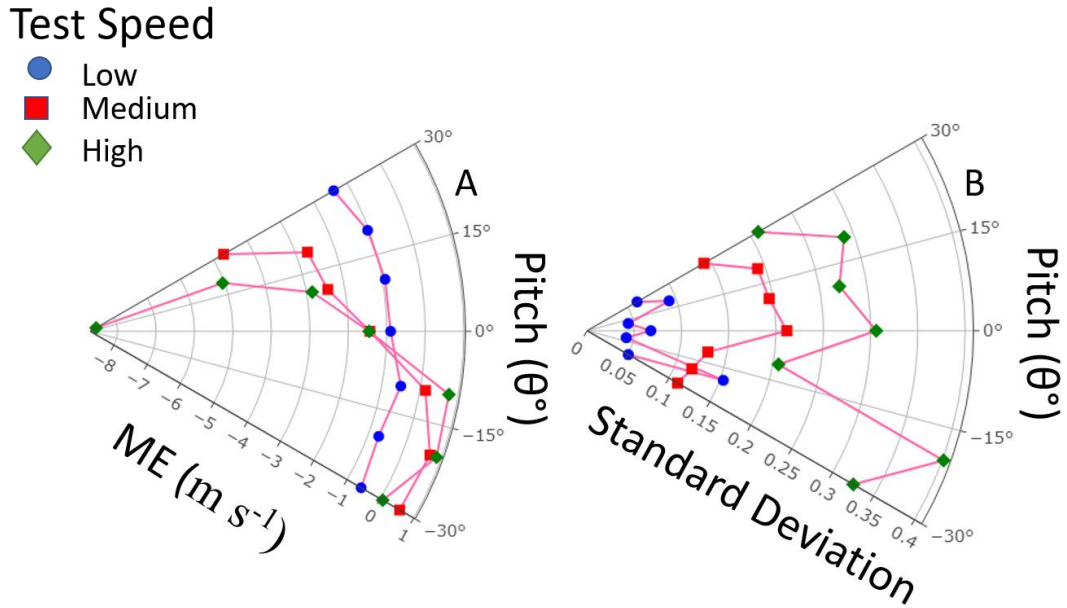 Test Speed
Low
Medium
High
A
30°
15°
0°
−15°
−30°
−8
−7
−6
−5
−4
−3
−2
−1
0
1
ME (m s⁻¹)
Pitch (θ°)
B
30°
15°
0°
−15°
−30°
0
0.05
0.1
0.15
0.2
0.25
0.3
0.35
0.4
Standard Deviation
Pitch (θ°)